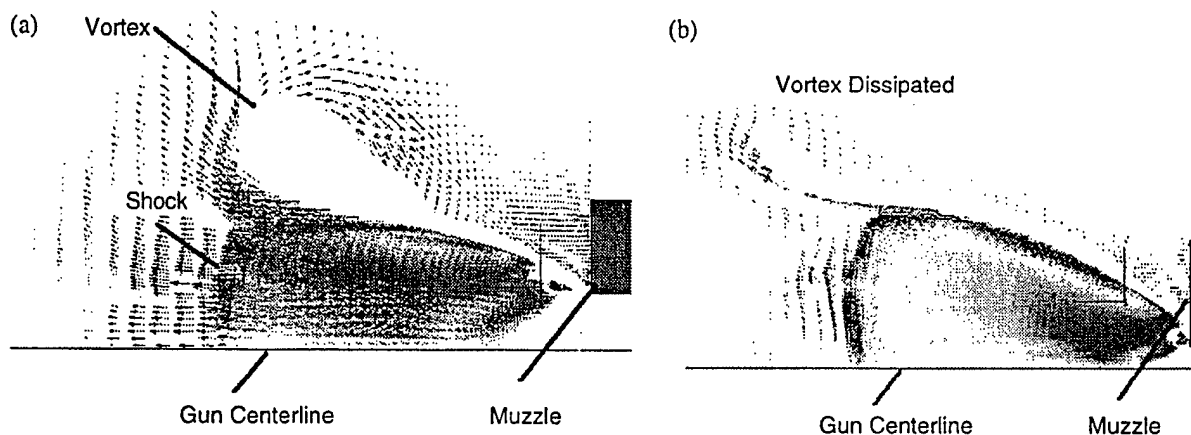 (a)
Vortex
Shock
Gun Centerline
Muzzle
(b)
Vortex Dissipated
Gun Centerline
Muzzle